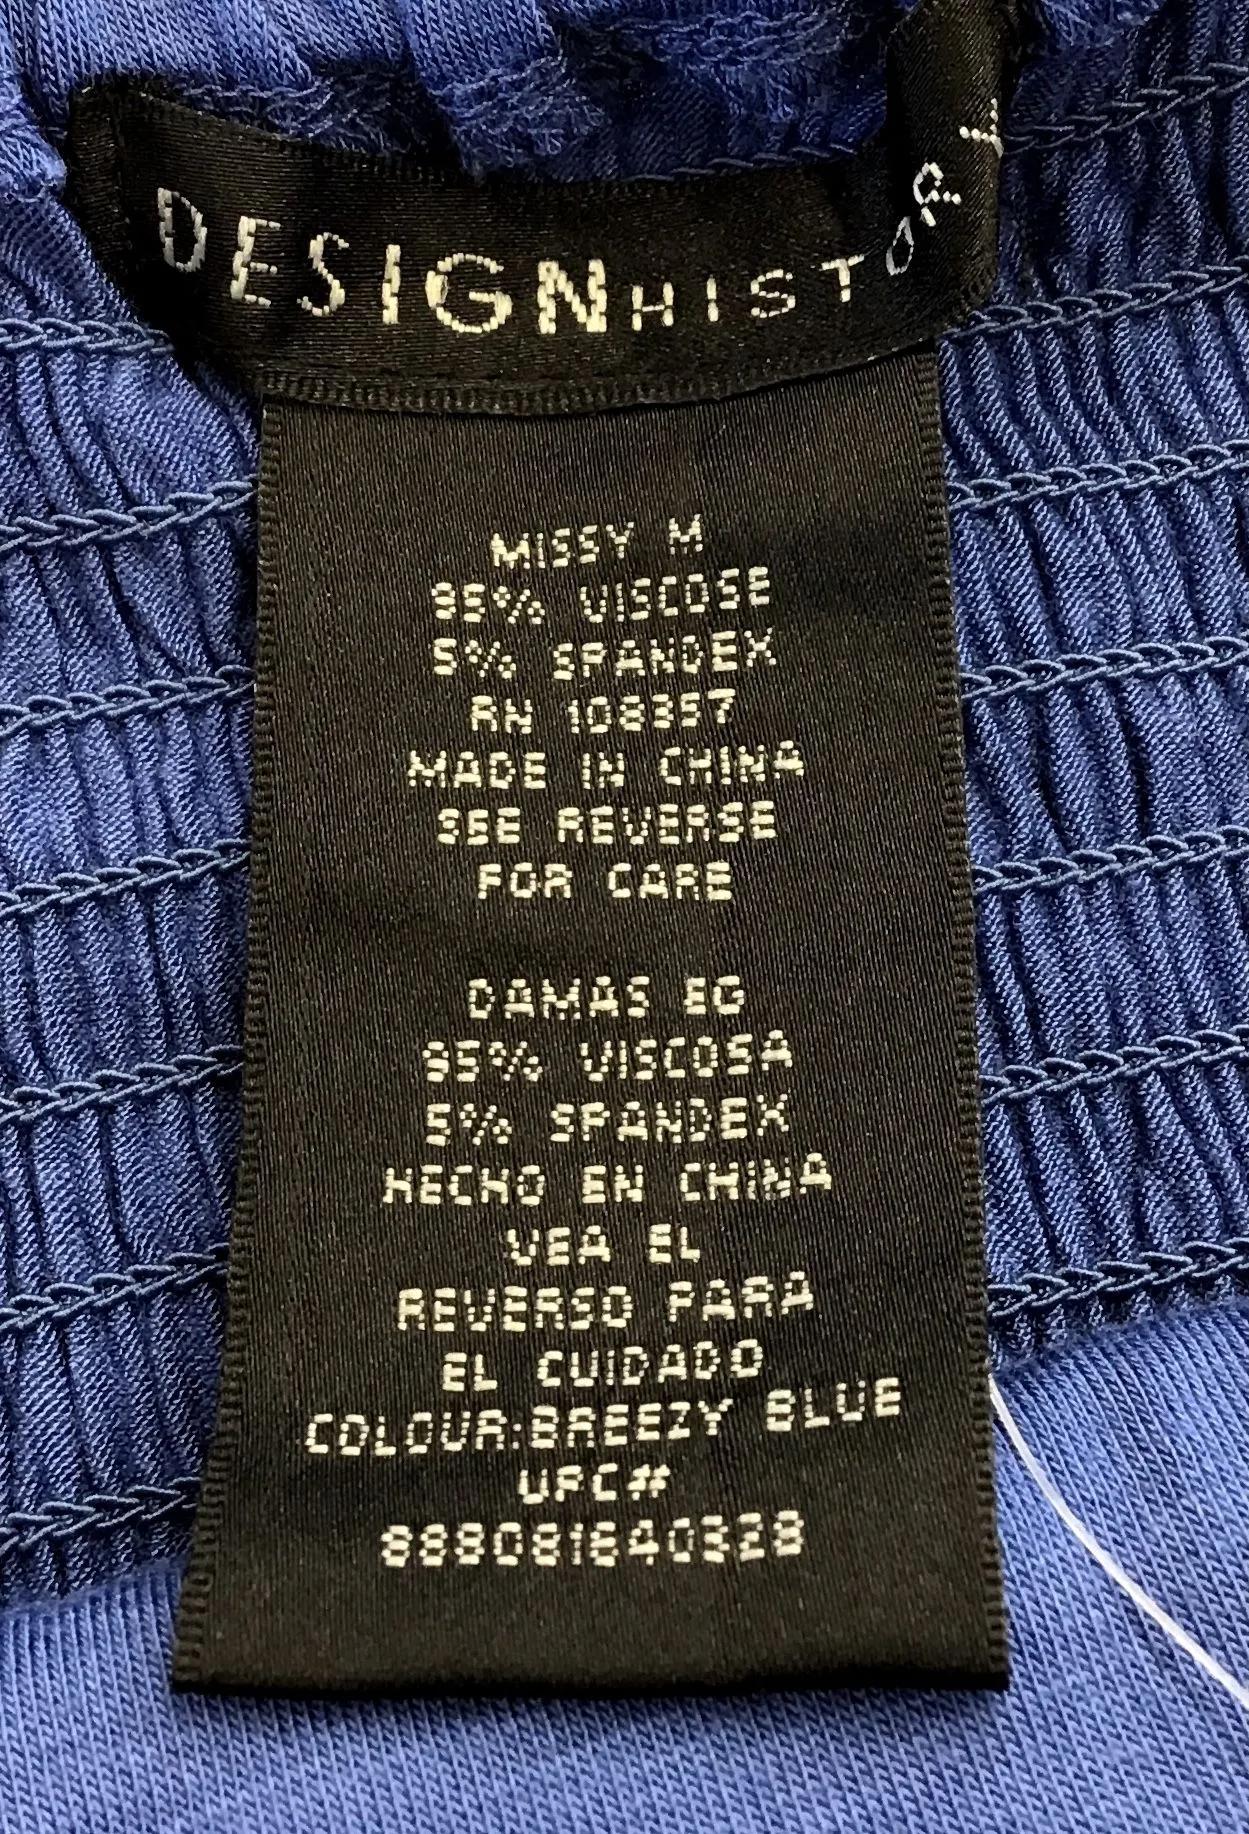 DESIGNHISTORY
MISSY M
95% VISCOSE
5% SPANDEX
RN 108357
MADE IN CHINA
SEE REVERSE
FOR CARE
DAMAS EG
95% VISCOSA
5% SPANDEX
HECHO EN CHINA
VEA EL
REVERSO PARA
EL CUIDADO
COLOUR:BREEZY BLUE
UPC#